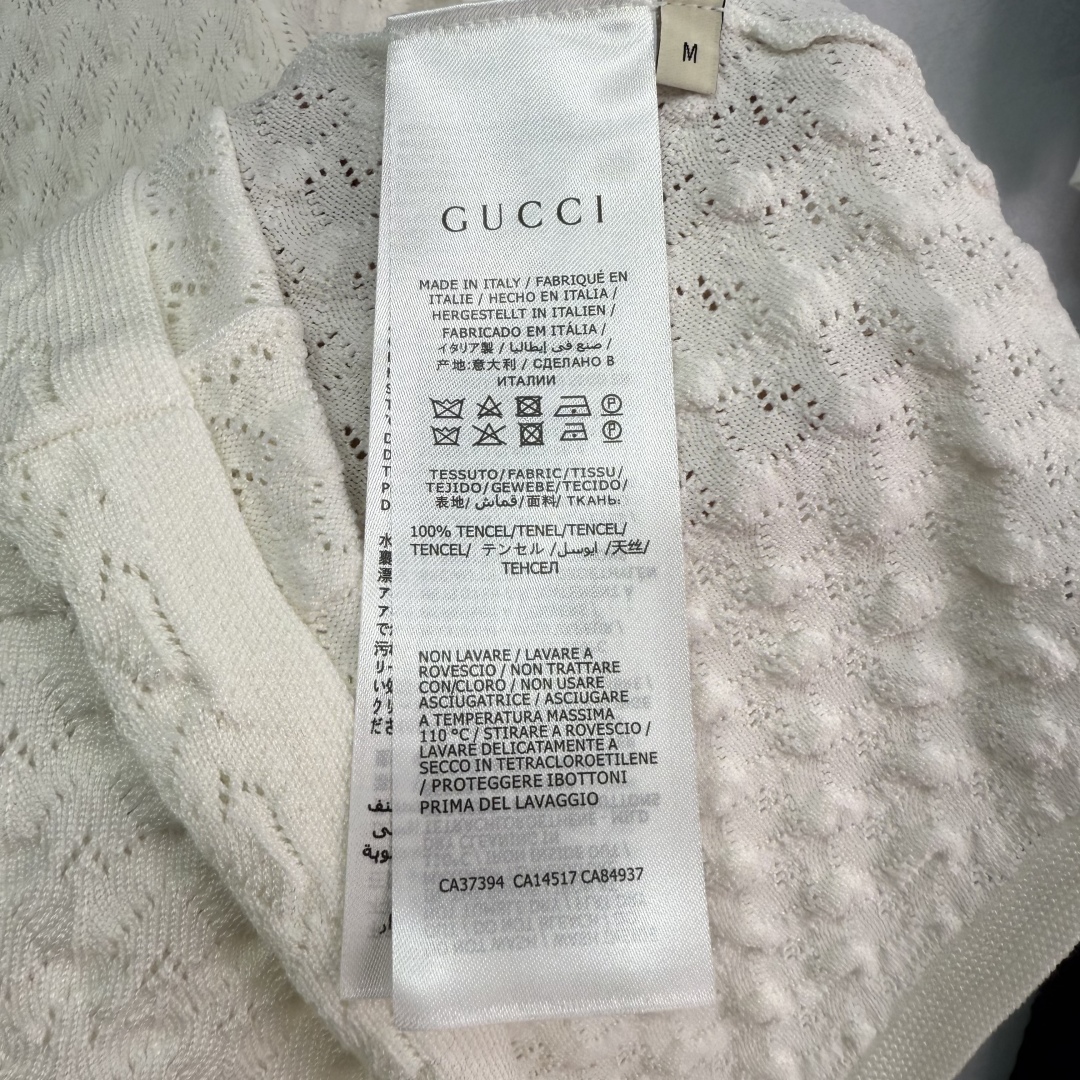 M
GUCCI
MADE IN ITALY / FABRIQUÉ EN
ITALIE / HECHO EN ITALIA /
HERGESTELLT IN ITALIEN /
FABRICADO EM ITÁLIA /
イタリア製 / صنع في إيطاليا /
产地:意大利 / СДЕЛАНО В
ИТАЛИИ
TESSUTO/FABRIC/TISSU/
TEJIDO/GEWEBE/TECIDO/
表地/ قماش/面料/ ТКАНЬ:
100% TENCEL/TENEL/TENCEL/
TENCEL/ テンセル /ايوسل /天丝/
ТЕНСЕЛ
NON LAVARE / LAVARE A
ROVESCIO / NON TRATTARE
CON/CLORO / NON USARE
ASCIUGATRICE / ASCIUGARE
A TEMPERATURA MASSIMA
110 °C / STIRARE A ROVESCIO /
LAVARE DELICATAMENTE A
SECCO IN TETRACLOROETILENE
/ PROTEGGERE IBOTTONI
PRIMA DEL LAVAGGIO
CA37394 CA14517 CA84937